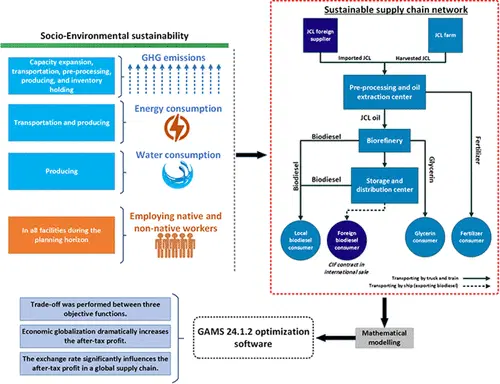 Socio-Environmental sustainability
Capacity expansion,
transportation, pre-processing,
producing, and inventory
holding
GHG emissions
Transportation and producing
Energy consumption
Producing
Water consumption
In all facilities during the
planning horizon
Employing native and
non-native workers
Sustainable supply chain network
JCL foreign
supplier
JCL farm
Imported JCL
Harvested JCL
Pre-processing and oil
extraction center
JCL oil
Biorefinery
Biodiesel
Biodiesel
Biodiesel
Storage and
distribution center
Glycerin
Fertilizer
Local
biodiesel
consumer
Foreign
biodiesel
consumer
Glycerin
consumer
Fertilizer
consumer
CIF contract in
international sale
Transporting by truck and train
Transporting by ship (exporting biodiesel)
Mathematical
modelling
GAMS 24.1.2 optimization
software
Trade-off was performed between three
objective functions.
Economic globalization dramatically increases
the after-tax profit.
The exchange rate significantly influences the
after-tax profit in a global supply chain.